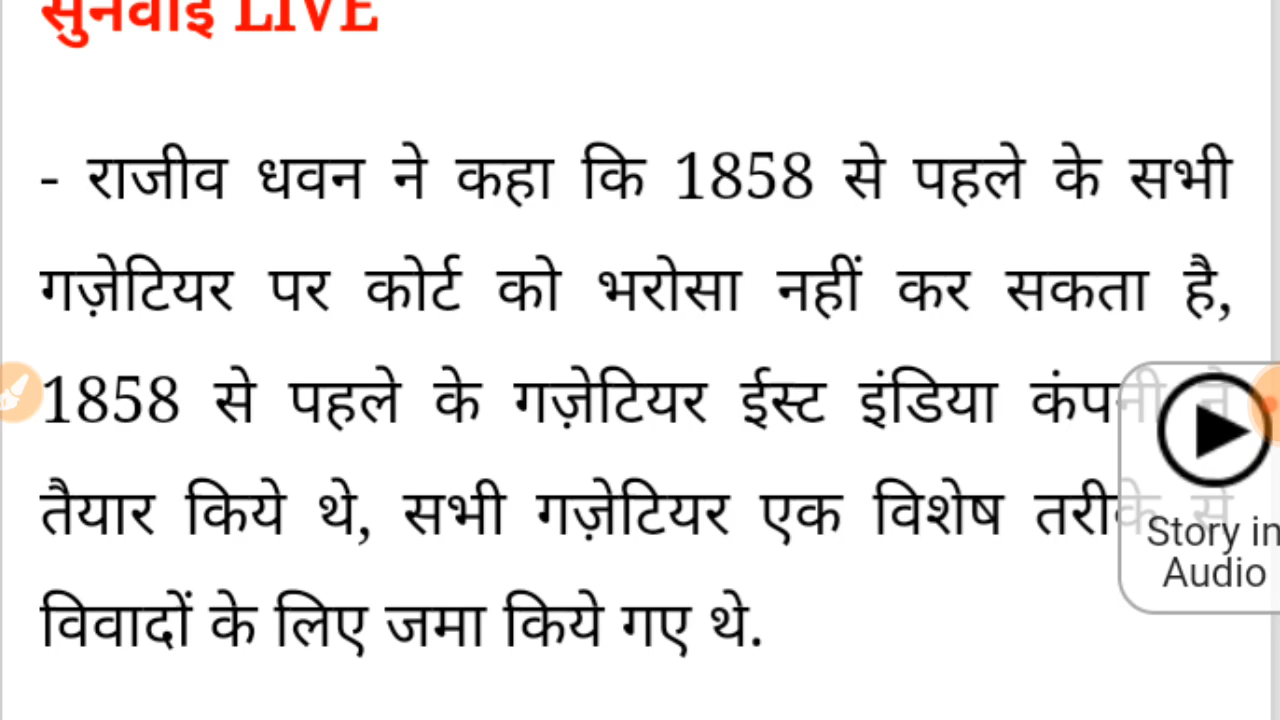 सुनवाई LIVE
- राजीव धवन ने कहा कि 1858 से पहले के सभी
गज़ेटियर पर कोर्ट को भरोसा नहीं कर सकता है,
1858 से पहले के गज़ेटियर ईस्ट इंडिया कंपनी ने
तैयार किये थे, सभी गज़ेटियर एक विशेष तरीके से
विवादों के लिए जमा किये गए थे.
Story in
Audio